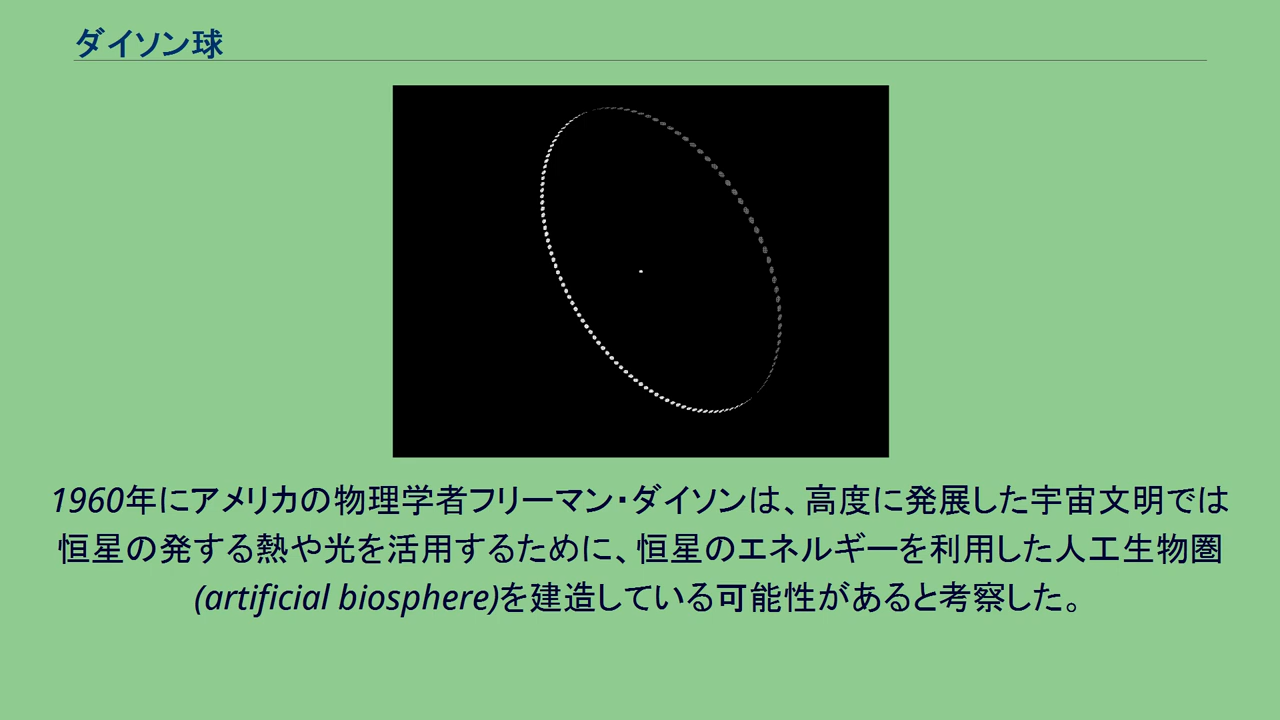 ダイソン球
1960年にアメリカの物理学者フリーマン・ダイソンは、高度に発展した宇宙文明では
恒星の発する熱や光を活用するために、恒星のエネルギーを利用した人工生物圏
(artificial biosphere)を建造している可能性があると考察した。